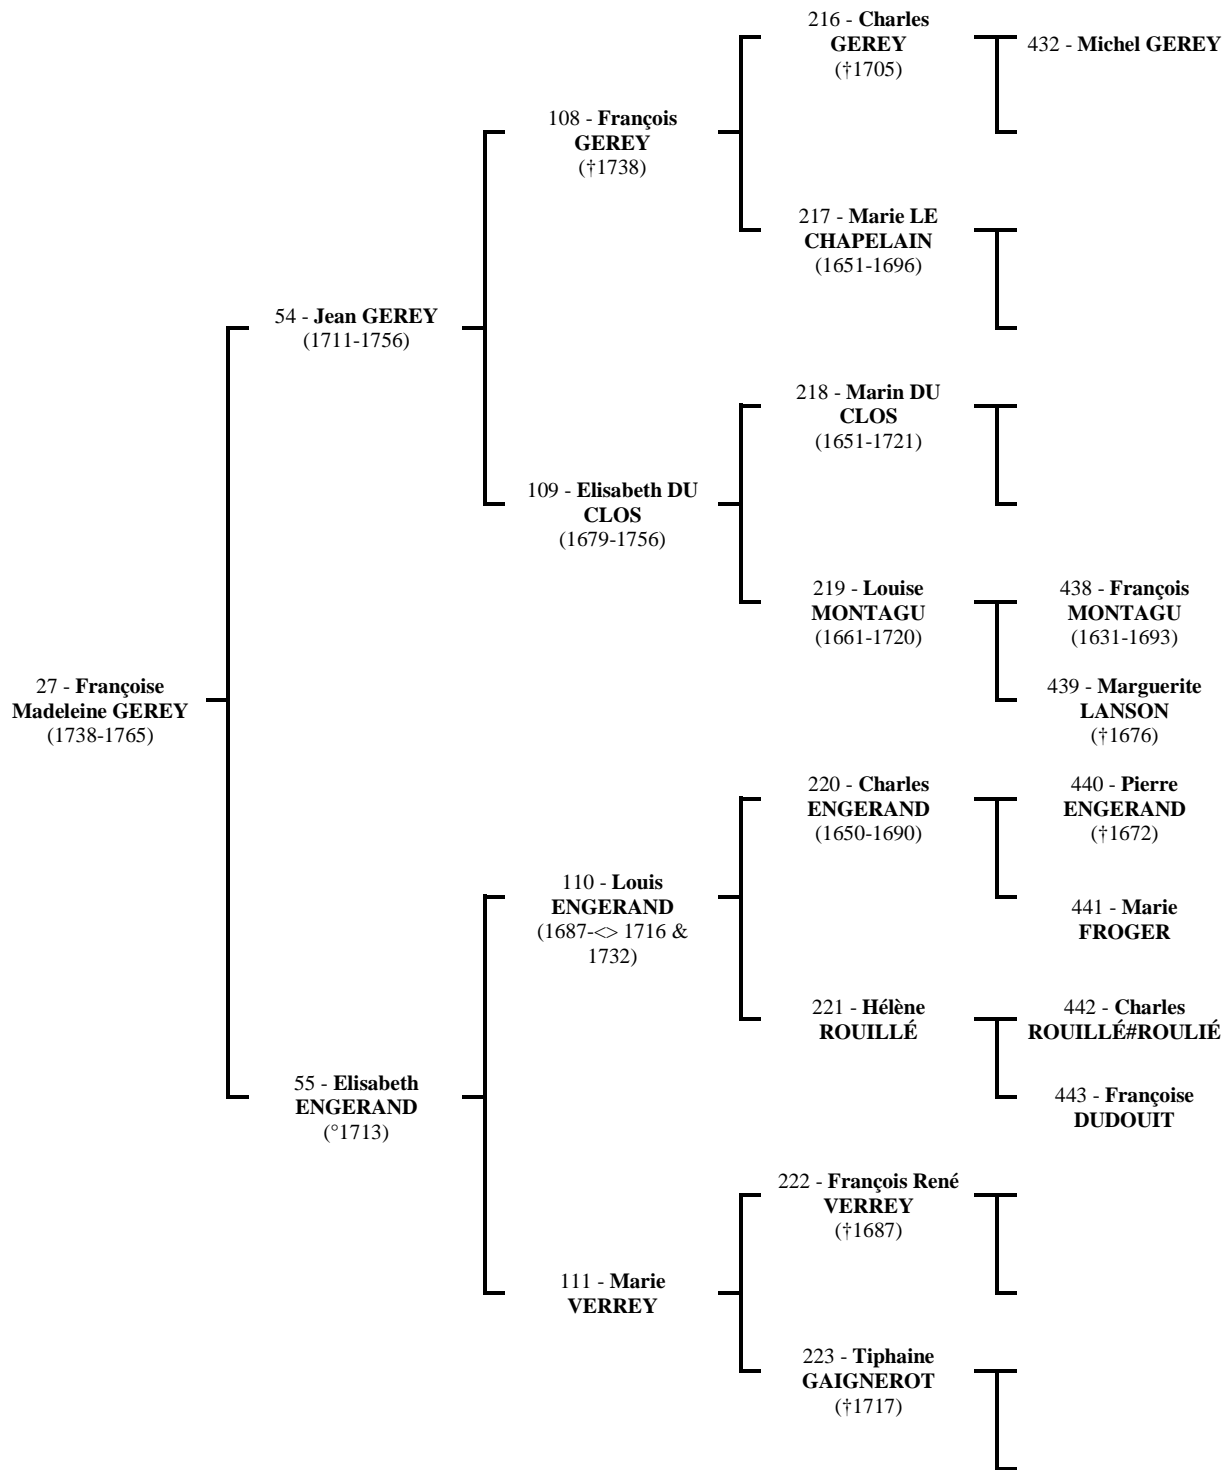 216 - Charles
GEREY
(†1705)
432 - Michel GEREY
108 - François
GEREY
(†1738)
217 - Marie LE
CHAPELAIN
(1651-1696)
54 - Jean GEREY
(1711-1756)
218 - Marin DU
CLOS
(1651-1721)
109 - Elisabeth DU
CLOS
(1679-1756)
219 - Louise
MONTAGU
(1661-1720)
438 - François
MONTAGU
(1631-1693)
27 - Françoise
Madeleine GEREY
(1738-1765)
439 - Marguerite
LANSON
(†1676)
220 - Charles
ENGERAND
(1650-1690)
440 - Pierre
ENGERAND
(†1672)
110 - Louis
ENGERAND
(1687-<> 1716 &
1732)
441 - Marie
FROGER
221 - Hélène
ROUILLÉ
442 - Charles
ROUILLÉ#ROULIÉ
55 - Elisabeth
ENGERAND
(°1713)
443 - Françoise
DUDOUIT
222 - François René
VERREY
(†1687)
111 - Marie
VERREY
223 - Tiphaine
GAIGNEROT
(†1717)